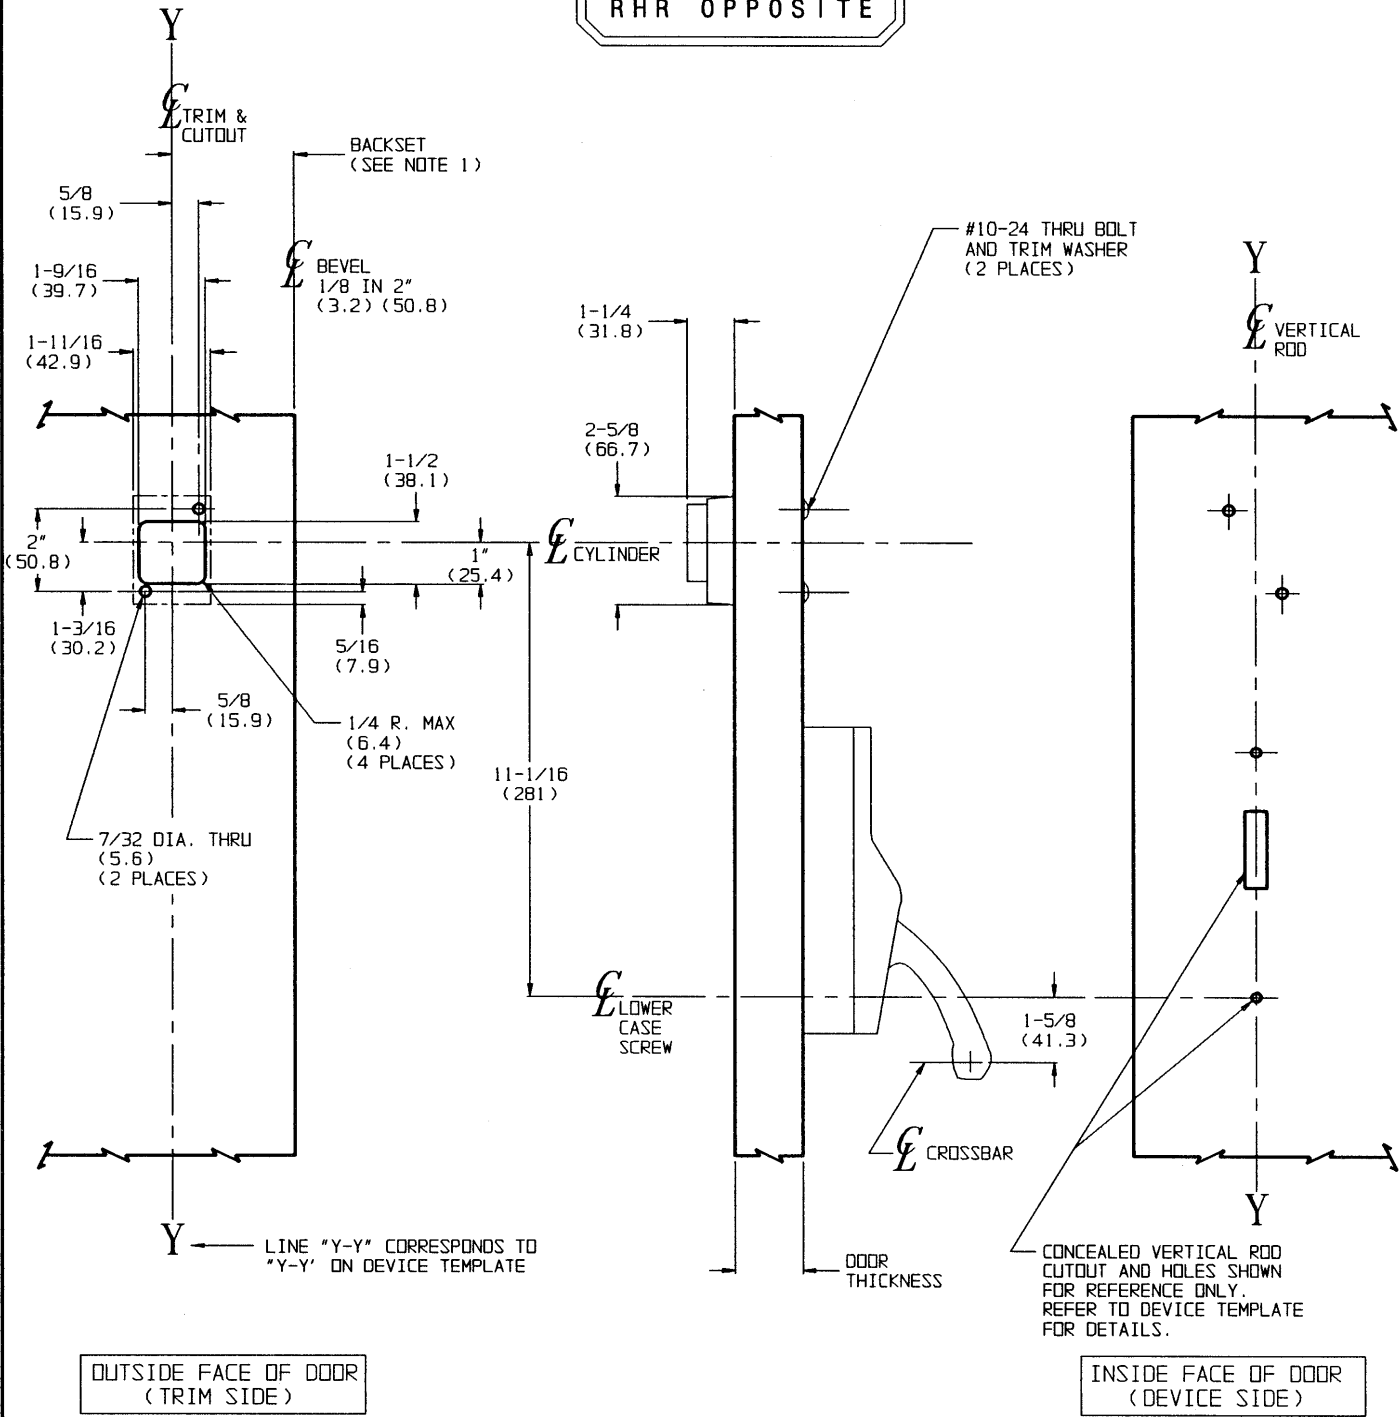 RHR OPPOSITE
Y
CL TRIM &
CUTOUT
BACKSET
(SEE NOTE 1)
5/8
(15.9)
CL BEVEL
1/8 IN 2"
(3.2) (50.8)
1-9/16
(39.7)
1-11/16
(42.9)
1-1/2
(38.1)
2"
(50.8)
1"
(25.4)
1-3/16
(30.2)
5/16
(7.9)
5/8
(15.9)
1/4 R. MAX
(6.4)
(4 PLACES)
7/32 DIA. THRU
(5.6)
(2 PLACES)
Y
LINE "Y-Y" CORRESPONDS TO
"Y-Y' ON DEVICE TEMPLATE
OUTSIDE FACE OF DOOR
(TRIM SIDE)
#10-24 THRU BOLT
AND TRIM WASHER
(2 PLACES)
1-1/4
(31.8)
2-5/8
(66.7)
CL CYLINDER
11-1/16
(281)
CL LOWER
CASE
SCREW
1-5/8
(41.3)
CL CROSSBAR
DOOR
THICKNESS
Y
CL VERTICAL
ROD
Y
CONCEALED VERTICAL ROD
CUTOUT AND HOLES SHOWN
FOR REFERENCE ONLY.
REFER TO DEVICE TEMPLATE
FOR DETAILS.
INSIDE FACE OF DOOR
(DEVICE SIDE)